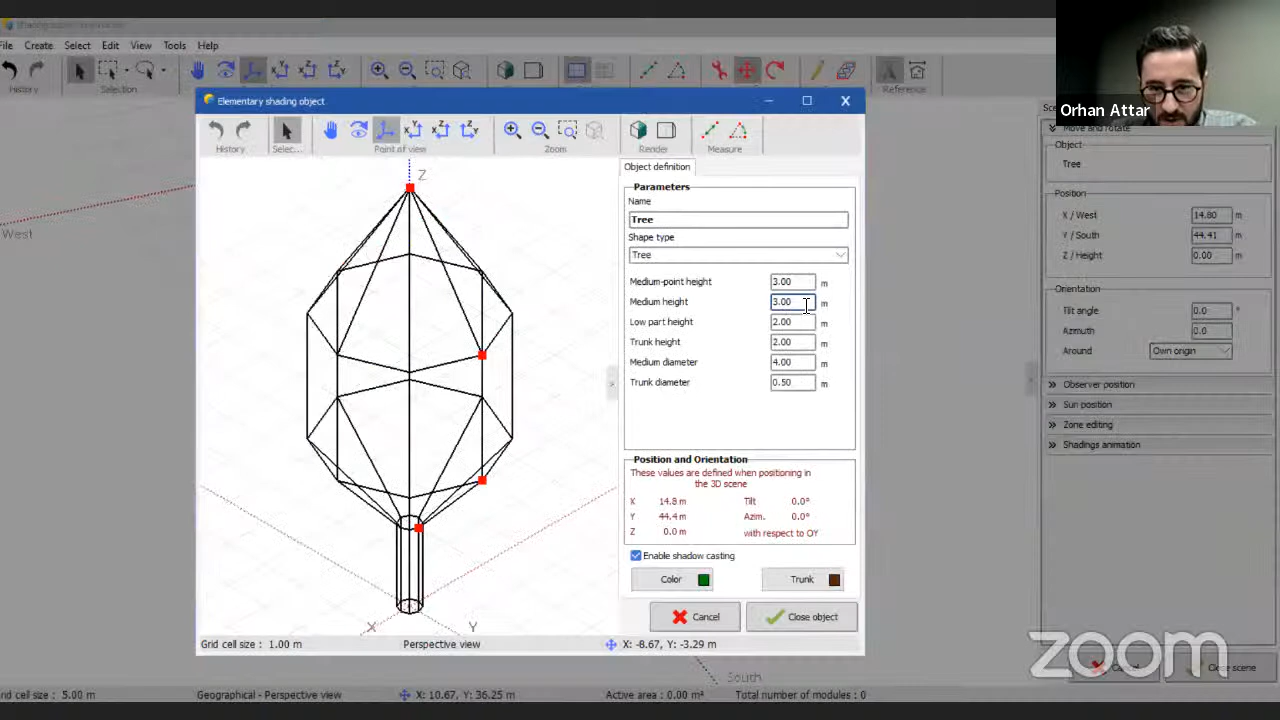 File Create Select Edit View Tools Help
Orhan Attar
History
Selection
Reference
Elementary shading object
History
Selec...
Point of view
Zoom
Render
Measure
Z
X
Y
West
South
Object definition
Parameters
Name
Tree
Shape type
Tree
Medium-point height 3.00 m
Medium height 3.00 m
Low part height 2.00 m
Trunk height 2.00 m
Medium diameter 4.00 m
Trunk diameter 0.50 m
Position and Orientation
These values are defined when positioning in
the 3D scene
X 14.8 m Tilt 0.0°
Y 44.4 m Azim. 0.0°
Z 0.0 m with respect to OY
Enable shadow casting
Color Trunk
Cancel Close object
Grid cell size : 1.00 m Perspective view X: -8.67, Y: -3.29 m
Move and rotate
Object
Tree
Position
X / West 14.80 m
Y / South 44.41 m
Z / Height 0.00 m
Orientation
Tilt angle 0.0 °
Azimuth 0.0
Around Own origin
Observer position
Sun position
Zone editing
Shadings animation
zoom
Close scene
rid cell size : 5.00 m Geographical - Perspective view X: 10.67, Y: 36.25 m Active area : 0.00 m² Total number of modules : 0